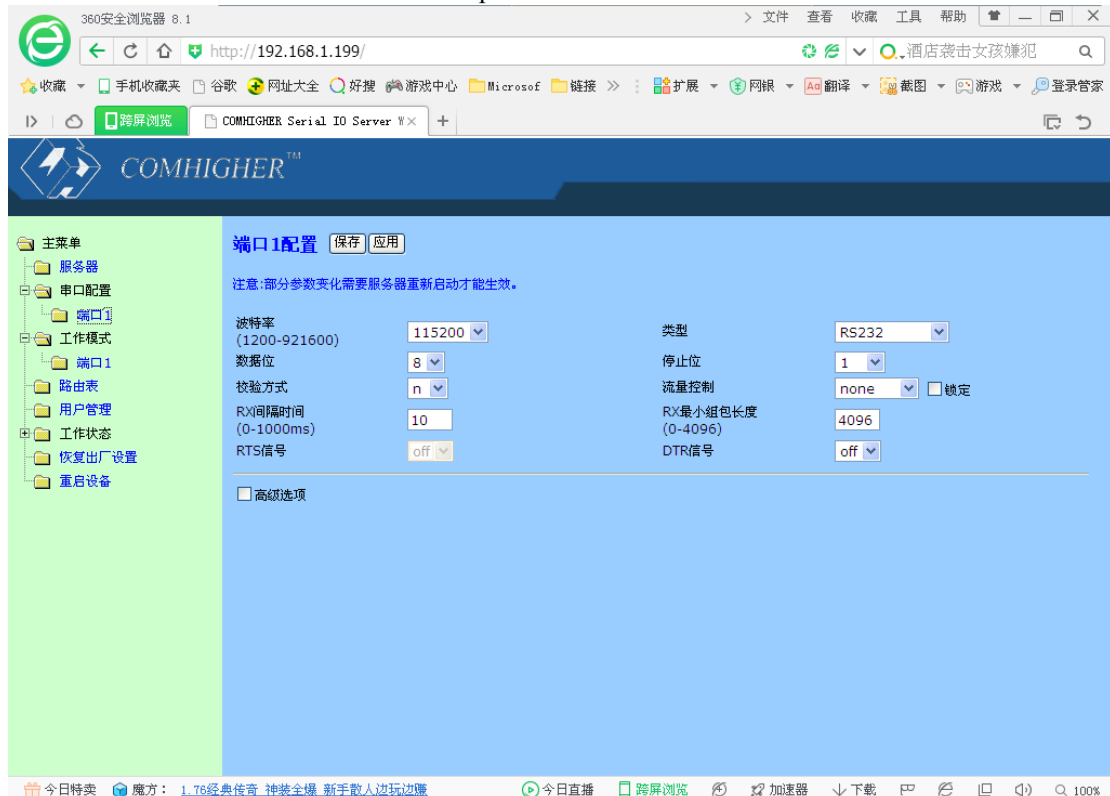 360安全浏览器 8.1
文件 查看 收藏 工具 帮助
http://192.168.1.199/
酒店袭击女孩嫌犯
收藏 手机收藏夹 谷歌 网址大全 好搜 游戏中心 Microsof 链接 扩展 网银 翻译 截图 游戏 登录管家
跨屏浏览 COMHIGHER Serial IO Server W
COMHIGHER™
主菜单
服务器
串口配置
端口1
工作模式
端口1
路由表
用户管理
工作状态
恢复出厂设置
重启设备
端口1配置 保存 应用
注意:部分参数变化需要服务器重新启动才能生效。
波特率
(1200-921600) 115200 类型 RS232
数据位 8 停止位 1
校验方式 n 流量控制 none 锁定
RX间隔时间
(0-1000ms) 10
RX最小组包长度
(0-4096) 4096
RTS信号 off DTR信号 off
高级选项
今日特卖 魔方： 1.76经典传奇 神装全爆 新手散人边玩边赚 今日直播 跨屏浏览 加速器 下载 100%